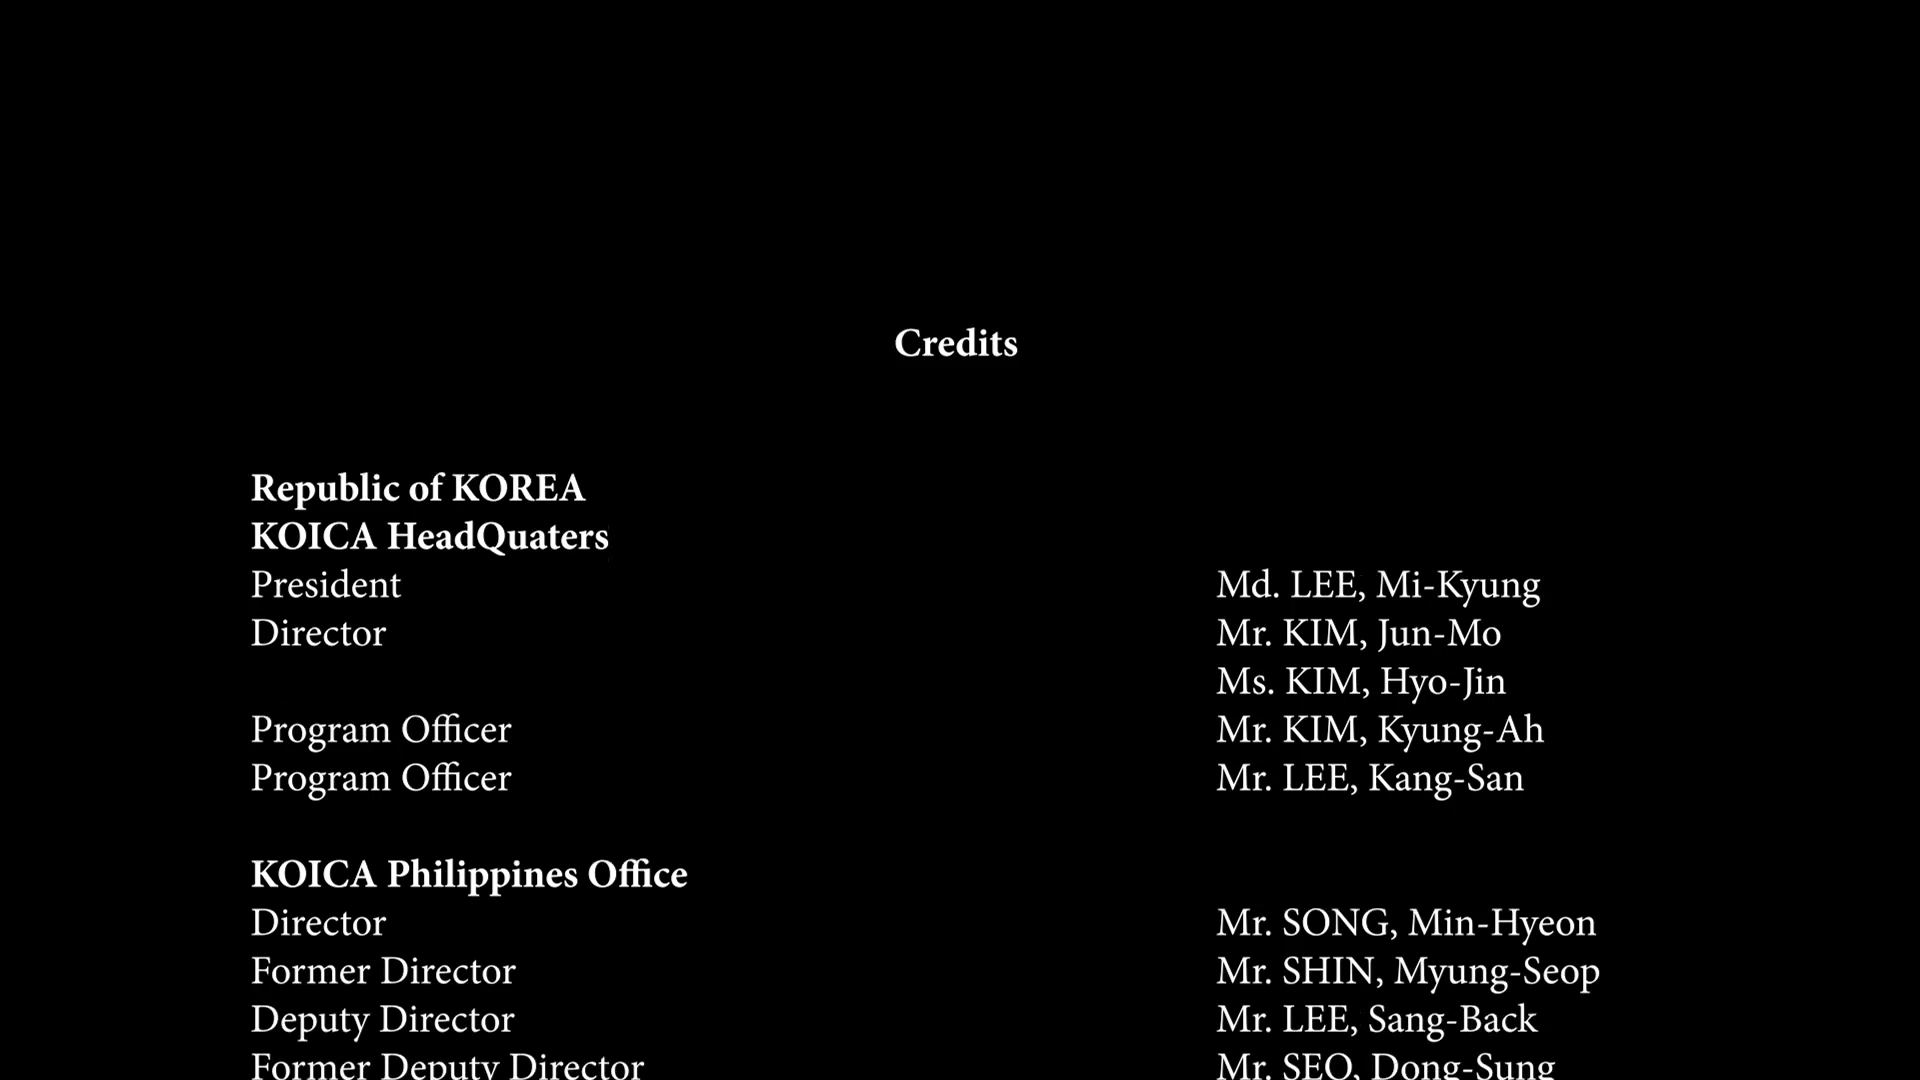 Credits
Republic of KOREA
KOICA HeadQuaters
President Md. LEE, Mi-Kyung
Director Mr. KIM, Jun-Mo
Ms. KIM, Hyo-Jin
Program Officer Mr. KIM, Kyung-Ah
Program Officer Mr. LEE, Kang-San
KOICA Philippines Office
Director Mr. SONG, Min-Hyeon
Former Director Mr. SHIN, Myung-Seop
Deputy Director Mr. LEE, Sang-Back
Former Deputy Director Mr. SEO, Dong-Sung